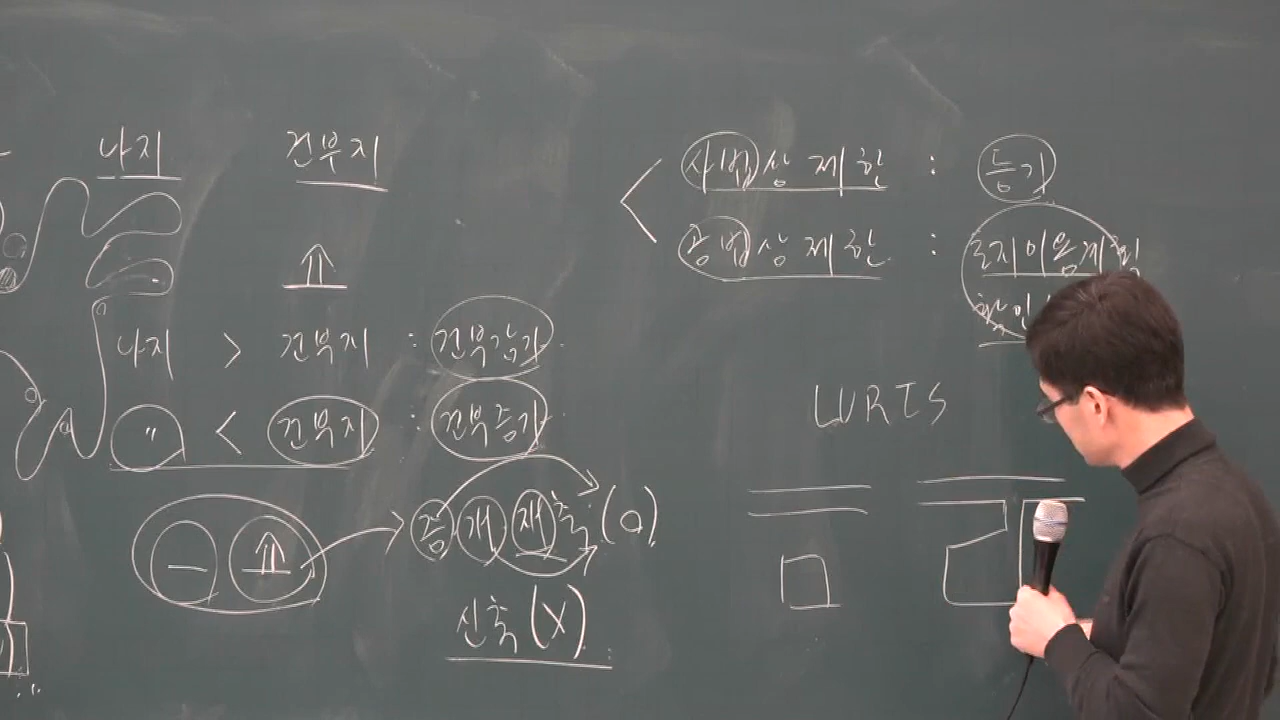 나지 건부지
나지 > 건부지 : 건부감가
〃 < 건부지 : 건부증가
증 개 재축 (O)
신축 (X)
사법상 제한 : 등기
공법상 제한 : 토지이용계획
확인
LURIS